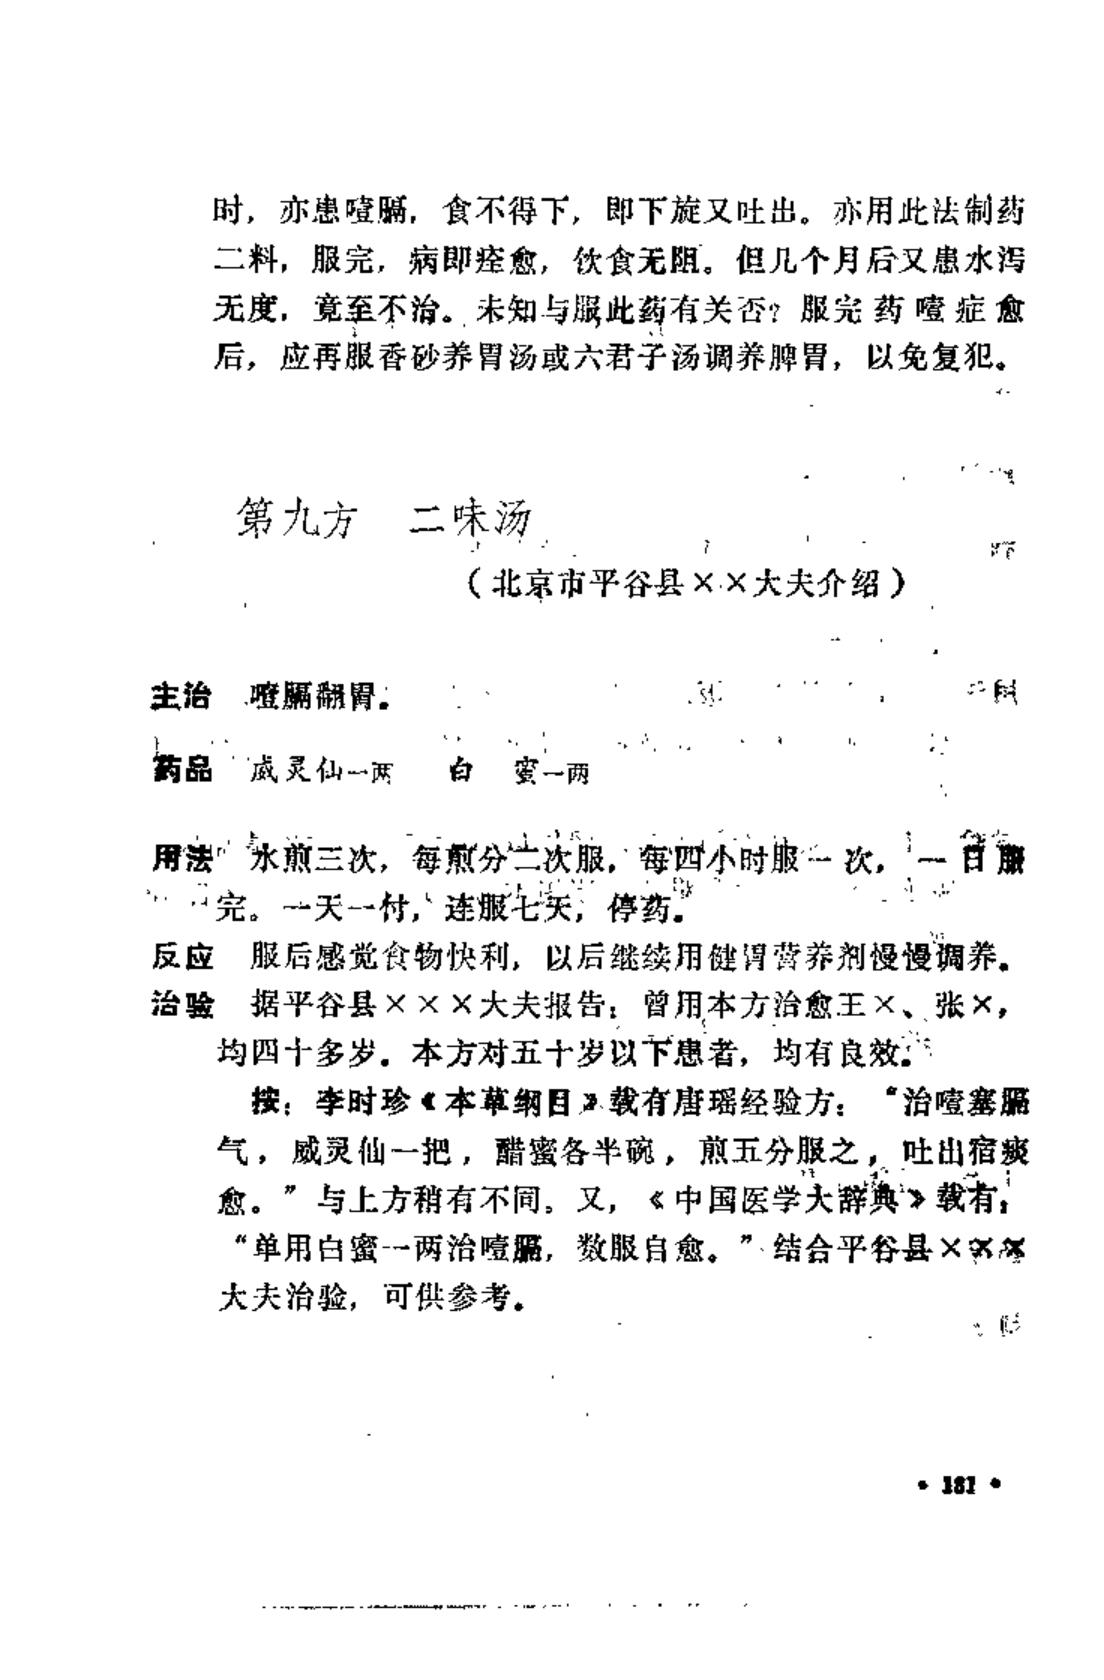 时，亦患噎膈，食不得下，即下旋又吐出。亦用此法制药
二料，服完，病即痊愈，饮食无阻。但几个月后又患水泻
无度，竟至不治。未知与服此药有关否？服完药噎症愈
后，应再服香砂养胃汤或六君子汤调养脾胃，以免复犯。
第九方　二味汤
（北京市平谷县××大夫介绍）
主治　噎膈翻胃。
药品　威灵仙一两　白　蜜一两
用法　水煎三次，每煎分二次服，每四小时服一次，一日服
完。一天一付，连服七天，停药。
反应　服后感觉食物快利，以后继续用健胃营养剂慢慢调养。
治验　据平谷县×××大夫报告：曾用本方治愈王×、张×，
均四十多岁。本方对五十岁以下患者，均有良效。
按：李时珍《本草纲目》载有唐瑶经验方：“治噎塞膈
气，威灵仙一把，醋蜜各半碗，煎五分服之，吐出宿痰
愈。”与上方稍有不同。又，《中国医学大辞典》载有：
“单用白蜜一两治噎膈，数服自愈。”结合平谷县×××
大夫治验，可供参考。
• 181 •